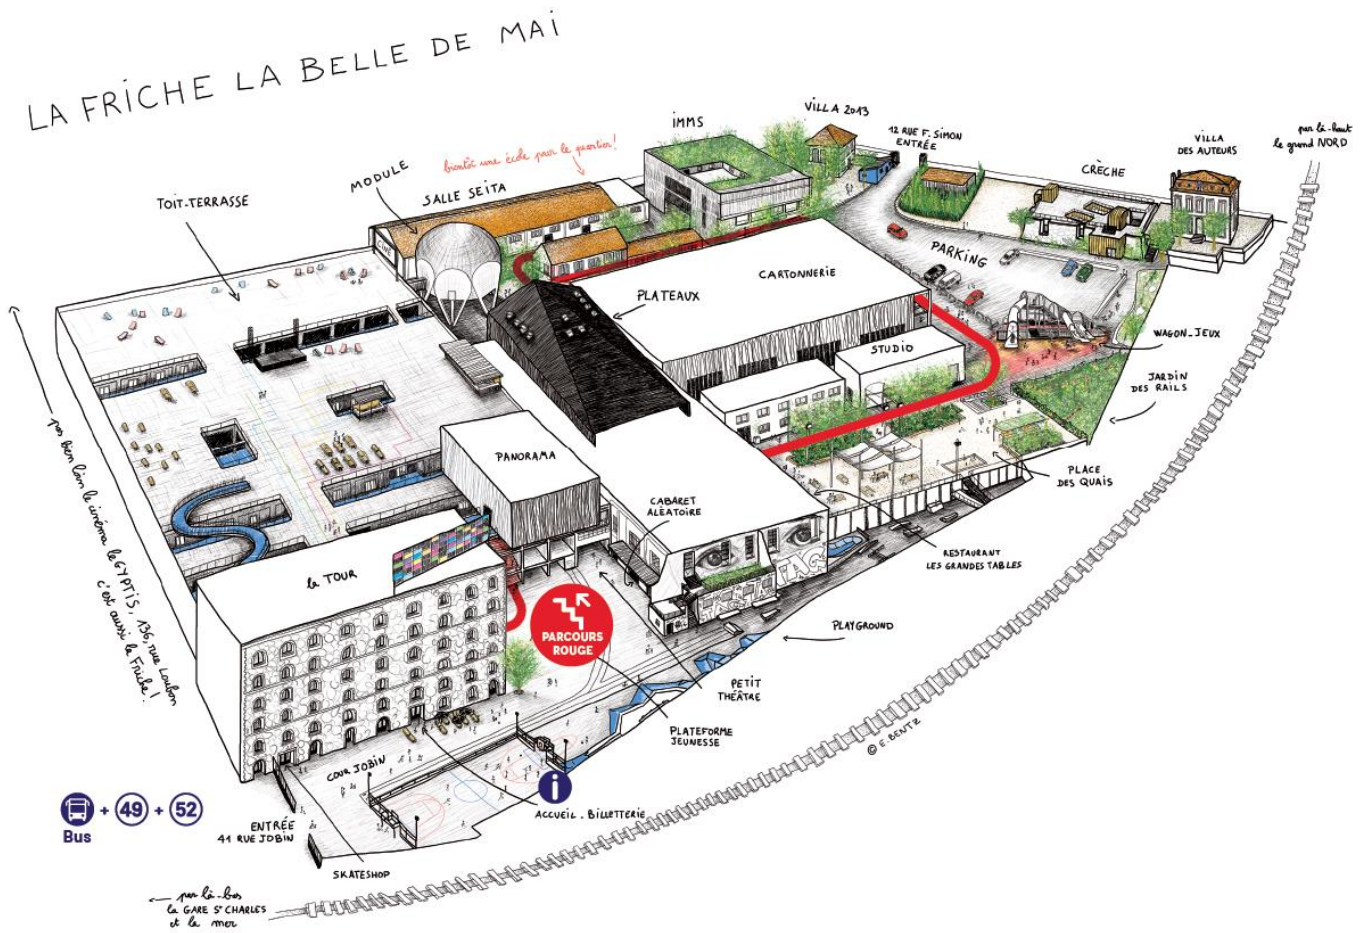 LA FRICHE LA BELLE DE MAI
VILLA 2013
IMMS
12 RUE F. SIMON
ENTRÉE
VILLA
DES AUTEURS
par là-haut
le grand NORD
bientôt une école pour le quartier!
CRÈCHE
MODULE
SALLE SEITA
TOIT-TERRASSE
CINÉ
PARKING
CARTONNERIE
PLATEAUX
STUDIO
WAGON-JEUX
JARDIN
DES RAILS
PANORAMA
PLACE
DES QUAIS
CABARET
ALÉATOIRE
RESTAURANT
LES GRANDES TABLES
la TOUR
pas bien loin le cinéma le GYPTIS, 136, rue Loubon
c'est aussi la Friche!
PARCOURS
ROUGE
PLAYGROUND
PETIT
THÉÂTRE
PLATEFORME
JEUNESSE
© E. BENTZ
COUR JOBIN
i
ACCUEIL. BILLETTERIE
+ 49 + 52
Bus
ENTRÉE
41 RUE JOBIN
SKATESHOP
par là-bas
la GARE St CHARLES
et la mer